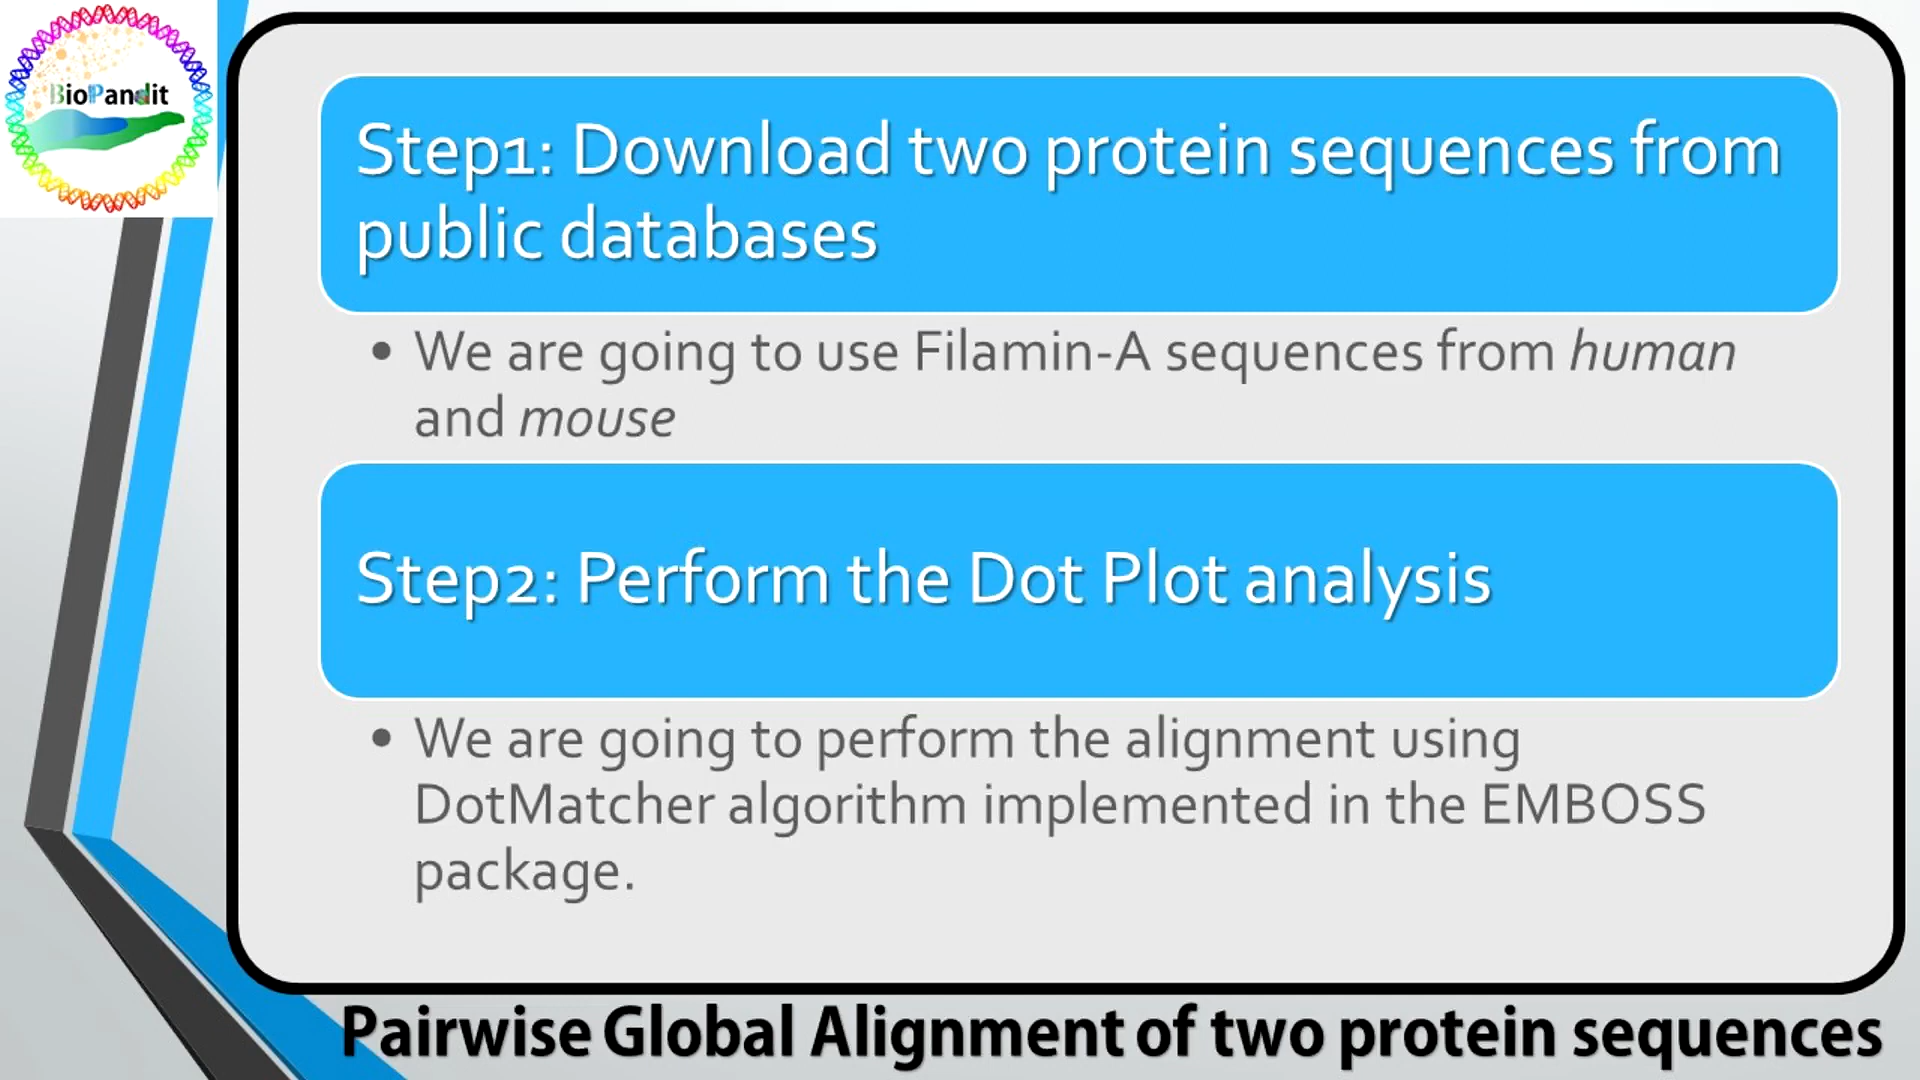 BioPandit
Step1: Download two protein sequences from
public databases
• We are going to use Filamin-A sequences from human
and mouse
Step2: Perform the Dot Plot analysis
• We are going to perform the alignment using
DotMatcher algorithm implemented in the EMBOSS
package.
Pairwise Global Alignment of two protein sequences